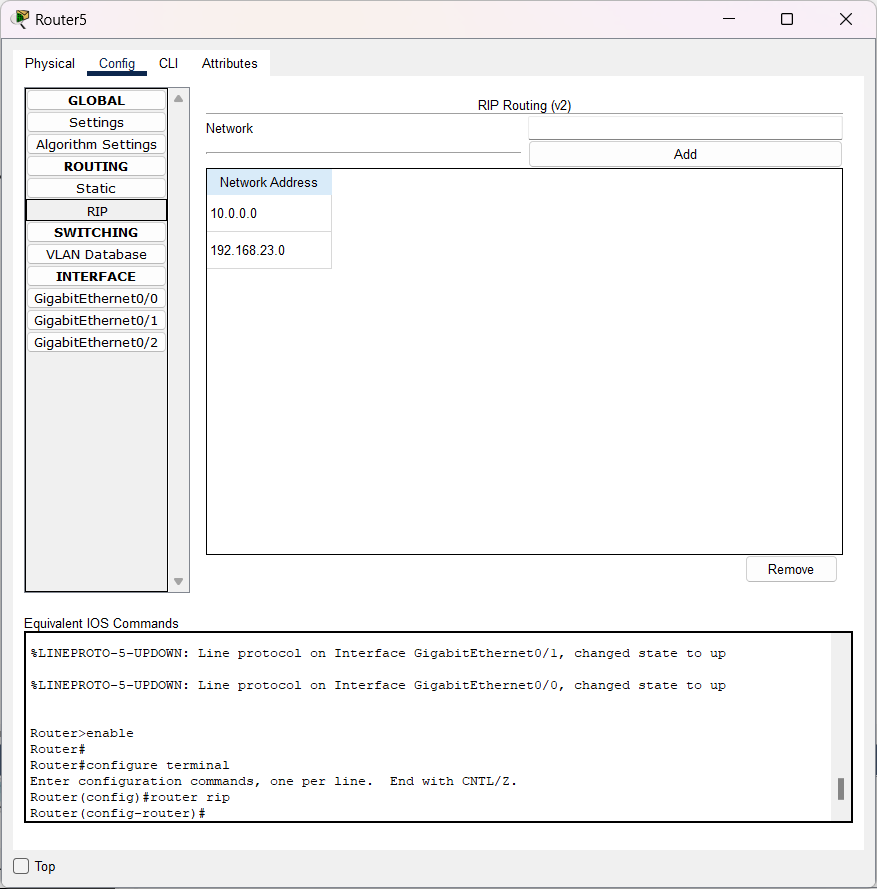 Router5
Physical Config CLI Attributes
GLOBAL
Settings
Algorithm Settings
ROUTING
Static
RIP
SWITCHING
VLAN Database
INTERFACE
GigabitEthernet0/0
GigabitEthernet0/1
GigabitEthernet0/2
RIP Routing (v2)
Network
Add
Network Address
10.0.0.0
192.168.23.0
Remove
Equivalent IOS Commands
%LINEPROTO-5-UPDOWN: Line protocol on Interface GigabitEthernet0/1, changed state to up
%LINEPROTO-5-UPDOWN: Line protocol on Interface GigabitEthernet0/0, changed state to up
Router>enable
Router#
Router#configure terminal
Enter configuration commands, one per line.  End with CNTL/Z.
Router(config)#router rip
Router(config-router)#
Top